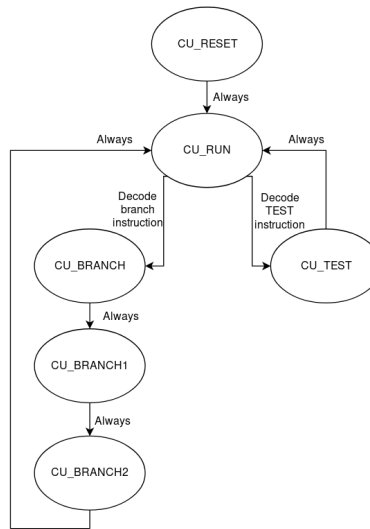 CU_RESET
Always
CU_RUN
Always
Always
Decode
branch
instruction
Decode
TEST
instruction
CU_BRANCH
CU_TEST
Always
CU_BRANCH1
Always
CU_BRANCH2